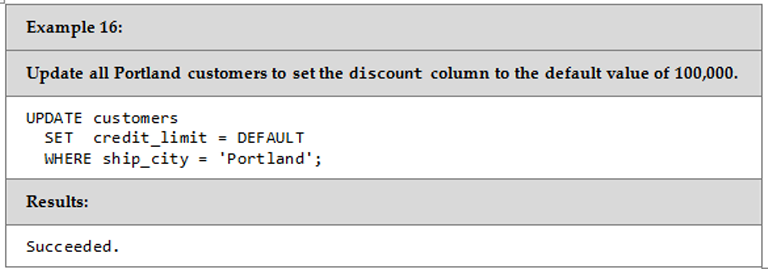 Example 16:
Update all Portland customers to set the discount column to the default value of 100,000.
UPDATE customers
SET credit_limit = DEFAULT
WHERE ship_city = 'Portland';
Results:
Succeeded.